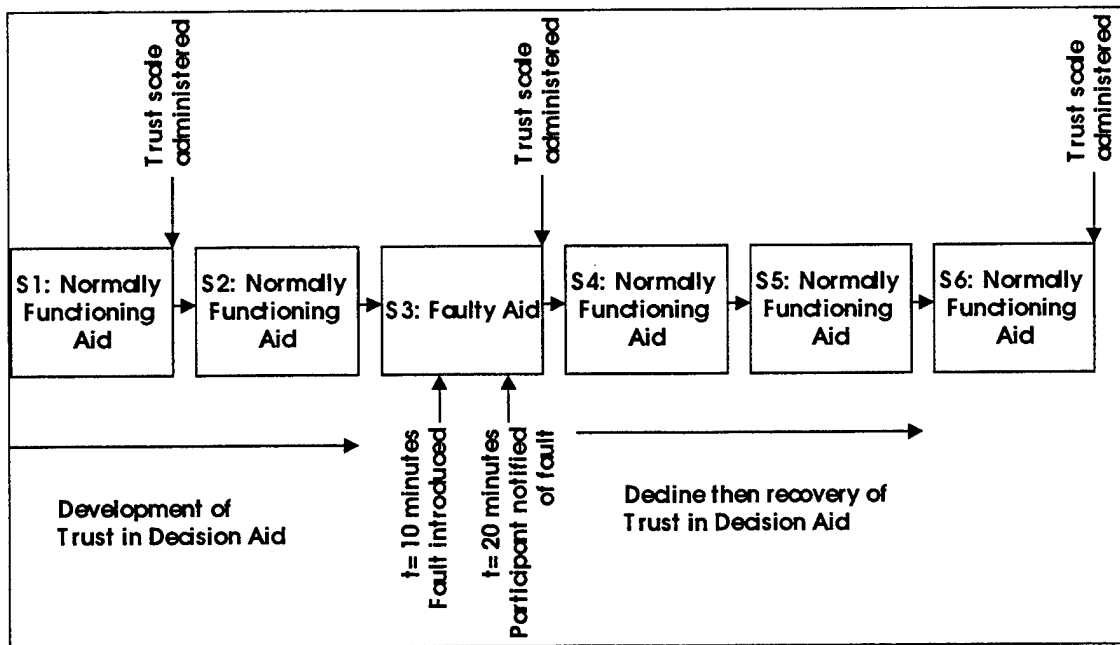 Trust scale
administered
Trust scale
administered
Trust scale
administered
S1: Normally
Functioning
Aid
S2: Normally
Functioning
Aid
S3: Faulty Aid
S4: Normally
Functioning
Aid
S5: Normally
Functioning
Aid
S6: Normally
Functioning
Aid
Development of
Trust in Decision Aid
t= 10 minutes
Fault introduced
t= 20 minutes
Participant notified
of fault
Decline then recovery of
Trust in Decision Aid